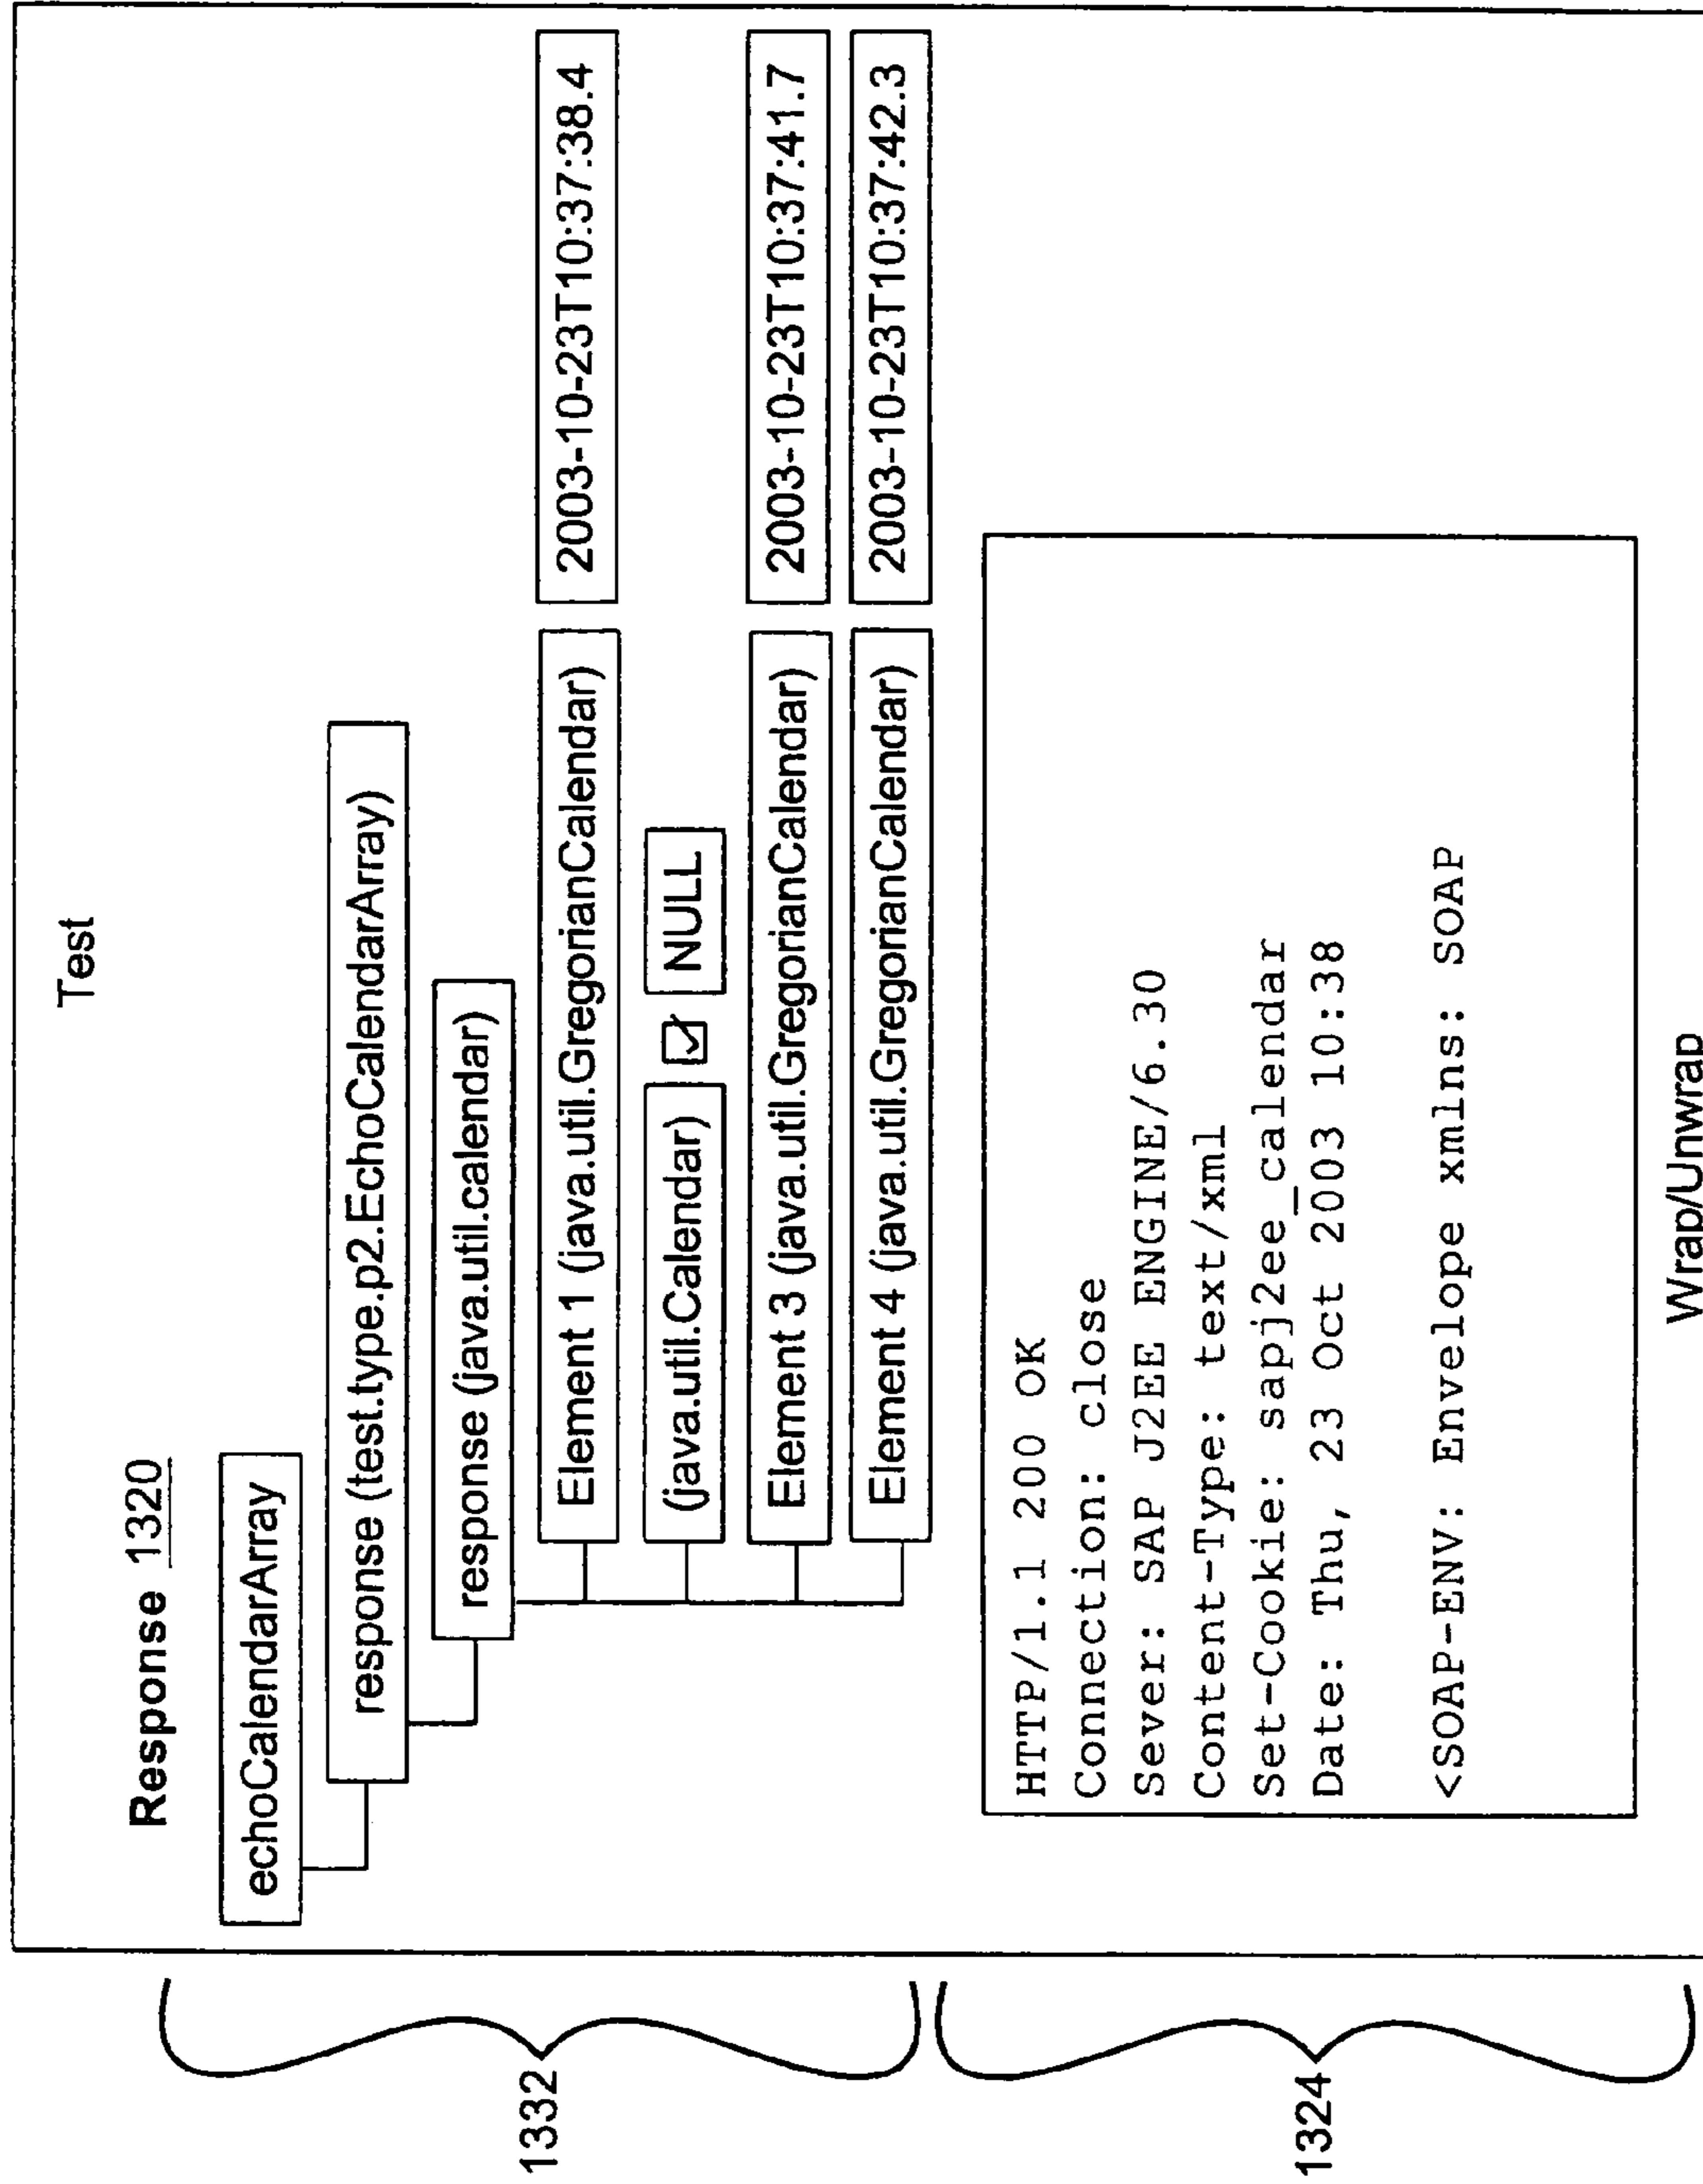 Test
Response 1320
echoCalendarArray
response (test.type.p2.EchoCalendarArray)
response (java.util.calendar)
Element 1 (java.util.GregorianCalendar) 2003-10-23T10:37:38.4
(java.util.Calendar) NULL
Element 3 (java.util.GregorianCalendar) 2003-10-23T10:37:41.7
Element 4 (java.util.GregorianCalendar) 2003-10-23T10:37:42.3
1332
HTTP/1.1 200 OK
Connection: close
Sever: SAP J2EE ENGINE/6.30
Content-Type: text/xml
Set-Cookie: sapj2ee_calendar
Date: Thu, 23 Oct 2003 10:38
<SOAP-ENV: Envelope xmlns: SOAP
1324
Wrap/Unwrap